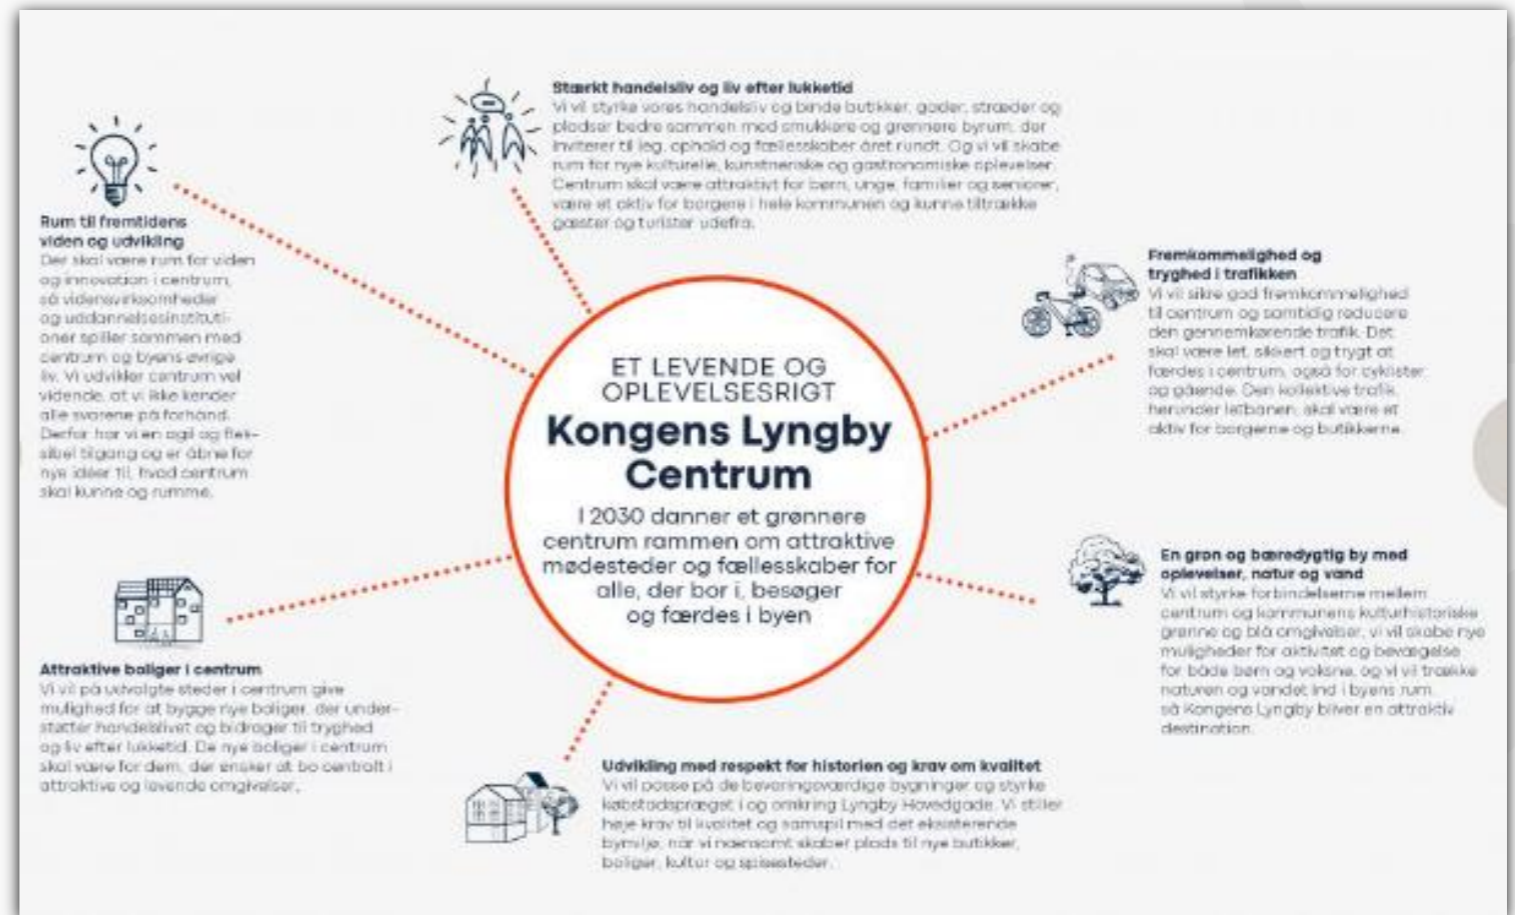 Stærkt handelsliv og liv efter lukketid
Vi vil styrke vores handelsliv og binde butikker, gader, stræder og
pladser bedre sammen med smukkere og grønnere byrum, der
inviterer til leg, ophold og fællesskaber året rundt. Og vi vil skabe
rum for nye kulturelle, kunstneriske og gastronomiske oplevelser.
Centrum skal være attraktivt for børn, unge, familier og seniorer,
være et aktiv for borgere i hele kommunen og kunne tiltrække
gæster og turister udefra.
Rum til fremtidens
viden og udvikling
Der skal være rum for viden
og innovation i centrum,
så vidensvirksomheder
og uddannelsesinstituti-
oner spiller sammen med
centrum og byens øvrige
liv. Vi udvikler centrum vel
vidende, at vi ikke kender
alle svarene på forhånd.
Derfor har vi en agil og flek-
sibel tilgang og er åbne for
nye idéer til, hvad centrum
skal kunne og rumme.
Fremkommelighed og
tryghed i trafikken
Vi vil sikre god fremkommelighed
til centrum og samtidig reducere
den gennemkørende trafik. Det
skal være let, sikkert og trygt at
færdes i centrum, også for cyklister
og gående. Den kollektive trafik,
herunder letbanen, skal være et
aktiv for borgerne og butikkerne.
ET LEVENDE OG
OPLEVELSESRIGT
Kongens Lyngby
Centrum
I 2030 danner et grønnere
centrum rammen om attraktive
mødesteder og fællesskaber for
alle, der bor i, besøger
og færdes i byen
En grøn og bæredygtig by med
oplevelser, natur og vand
Vi vil styrke forbindelserne mellem
centrum og kommunens kulturhistoriske
grønne og blå omgivelser, vi vil skabe nye
muligheder for aktivitet og bevægelse
for både børn og voksne, og vi vil trække
naturen og vandet ind i byens rum,
så Kongens Lyngby bliver en attraktiv
destination.
Attraktive boliger i centrum
Vi vil på udvalgte steder i centrum give
mulighed for at bygge nye boliger, der under-
støtter handelslivet og bidrager til tryghed
og liv efter lukketid. De nye boliger i centrum
skal være for dem, der ønsker at bo centralt i
attraktive og levende omgivelser.
Udvikling med respekt for historien og krav om kvalitet
Vi vil passe på de bevaringsværdige bygninger og styrke
købstadspræget i og omkring Lyngby Hovedgade. Vi stiller
høje krav til kvalitet og samspil med det eksisterende
bymiljø, når vi nænsomt skaber plads til nye butikker,
boliger, kultur og spisesteder.